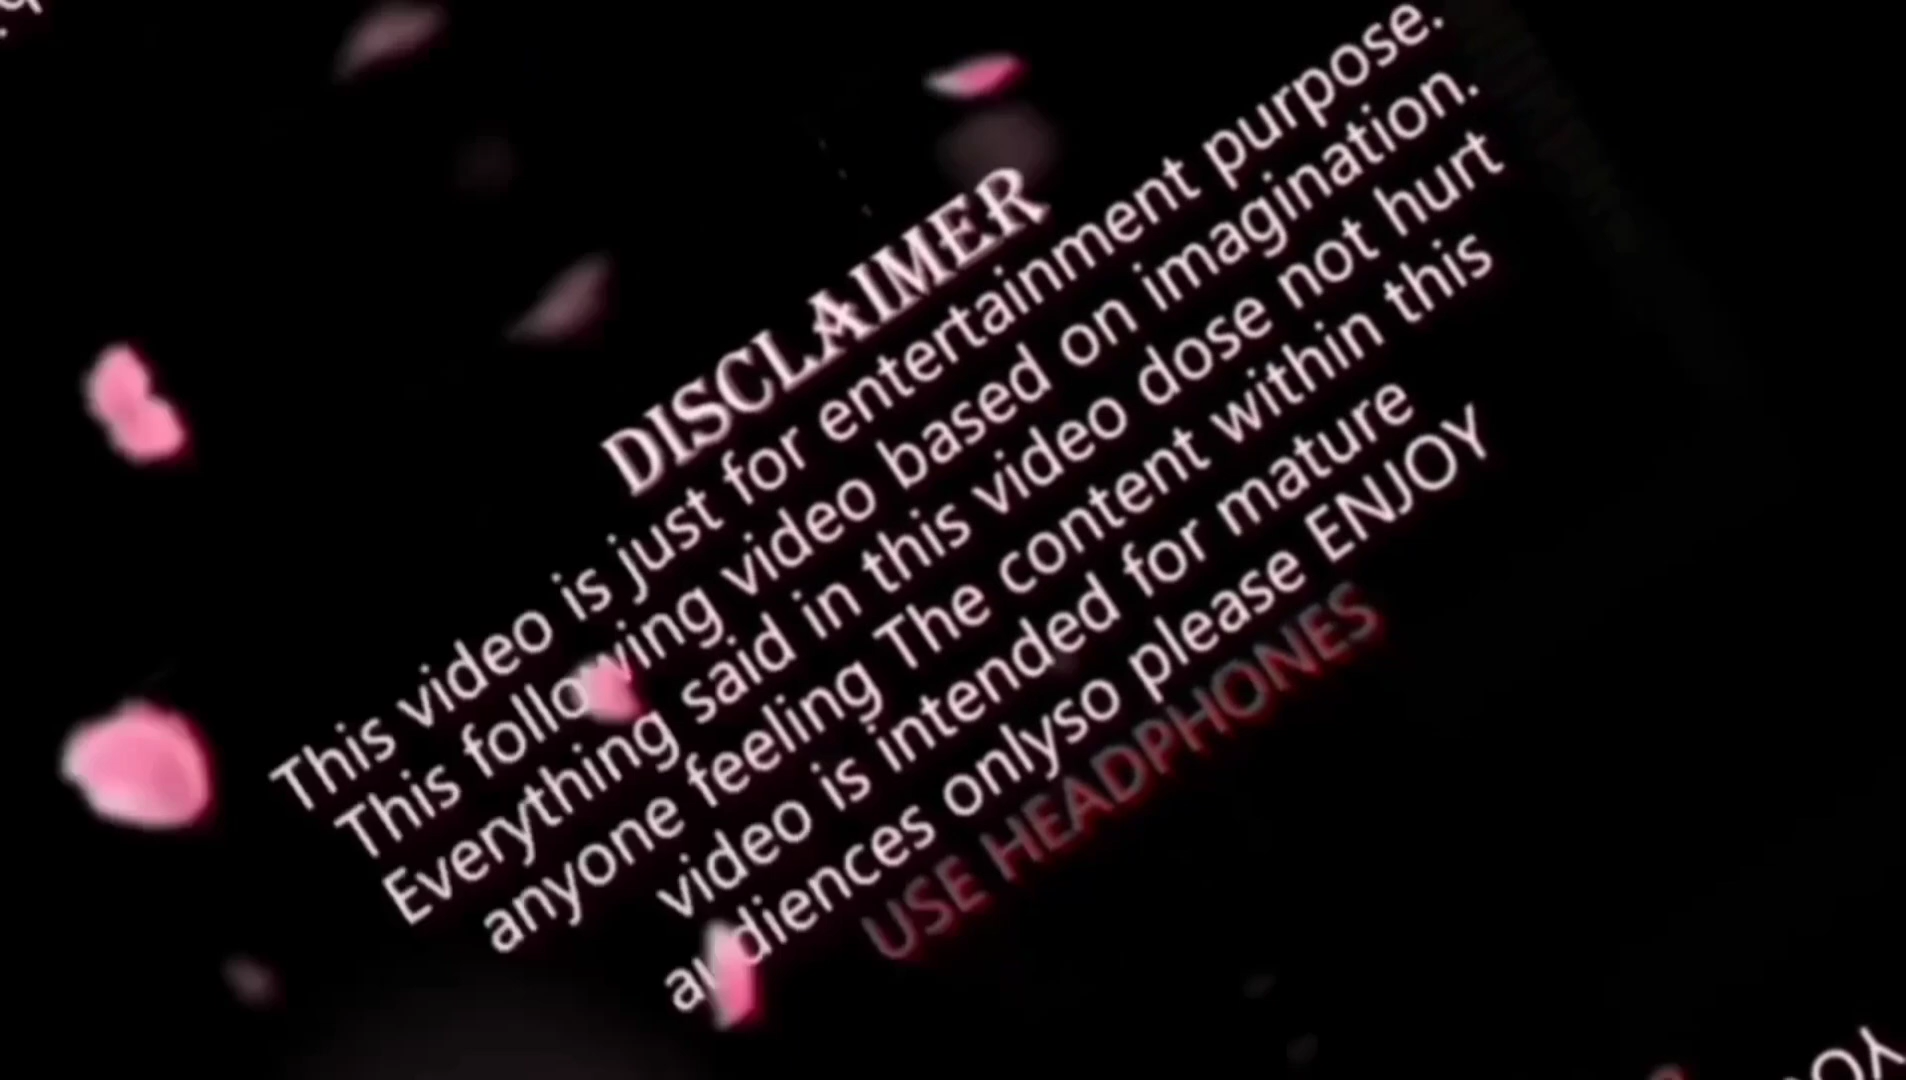 DISCLAIMER
This video is just for entertainment purpose.
This following video based on imagination.
Everything said in this video dose not hurt
anyone feeling The content within this
video is intended for mature
audiences onlyso please ENJOY
USE HEADPHONES